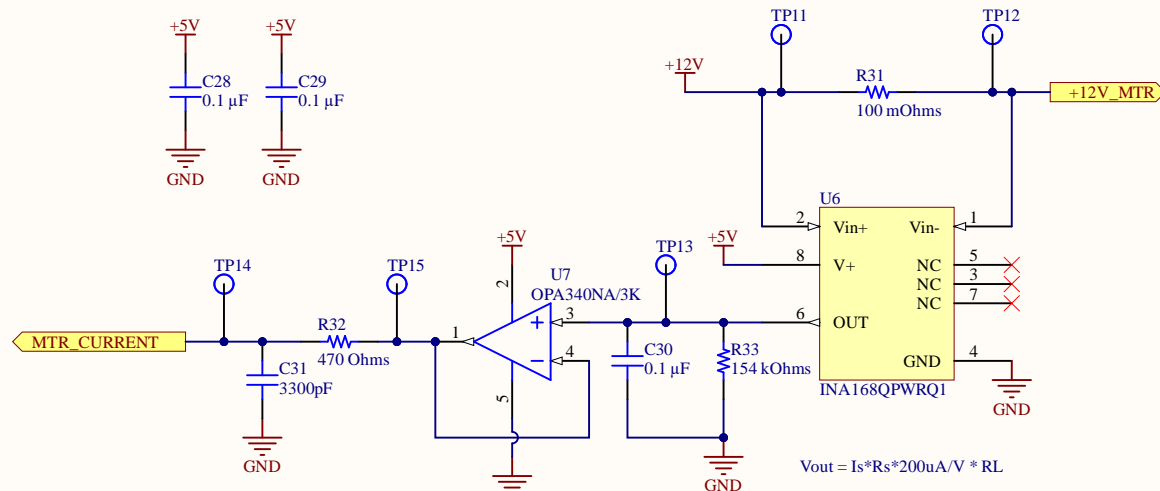 TP11
TP12
+5V
+5V
+12V
R31
100 mOhms
+12V_MTR
C28
0.1 µF
C29
0.1 µF
GND
GND
U6
2
Vin+
Vin-
1
+5V
8
V+
NC
5
NC
3
NC
7
6
OUT
GND
4
INA168QPWRQ1
GND
TP14
TP15
+5V
TP13
2
U7
OPA340NA/3K
3
1
4
5
MTR_CURRENT
R32
470 Ohms
C31
3300pF
GND
C30
0.1 µF
R33
154 kOhms
GND
Vout = Is*Rs*200uA/V * RL